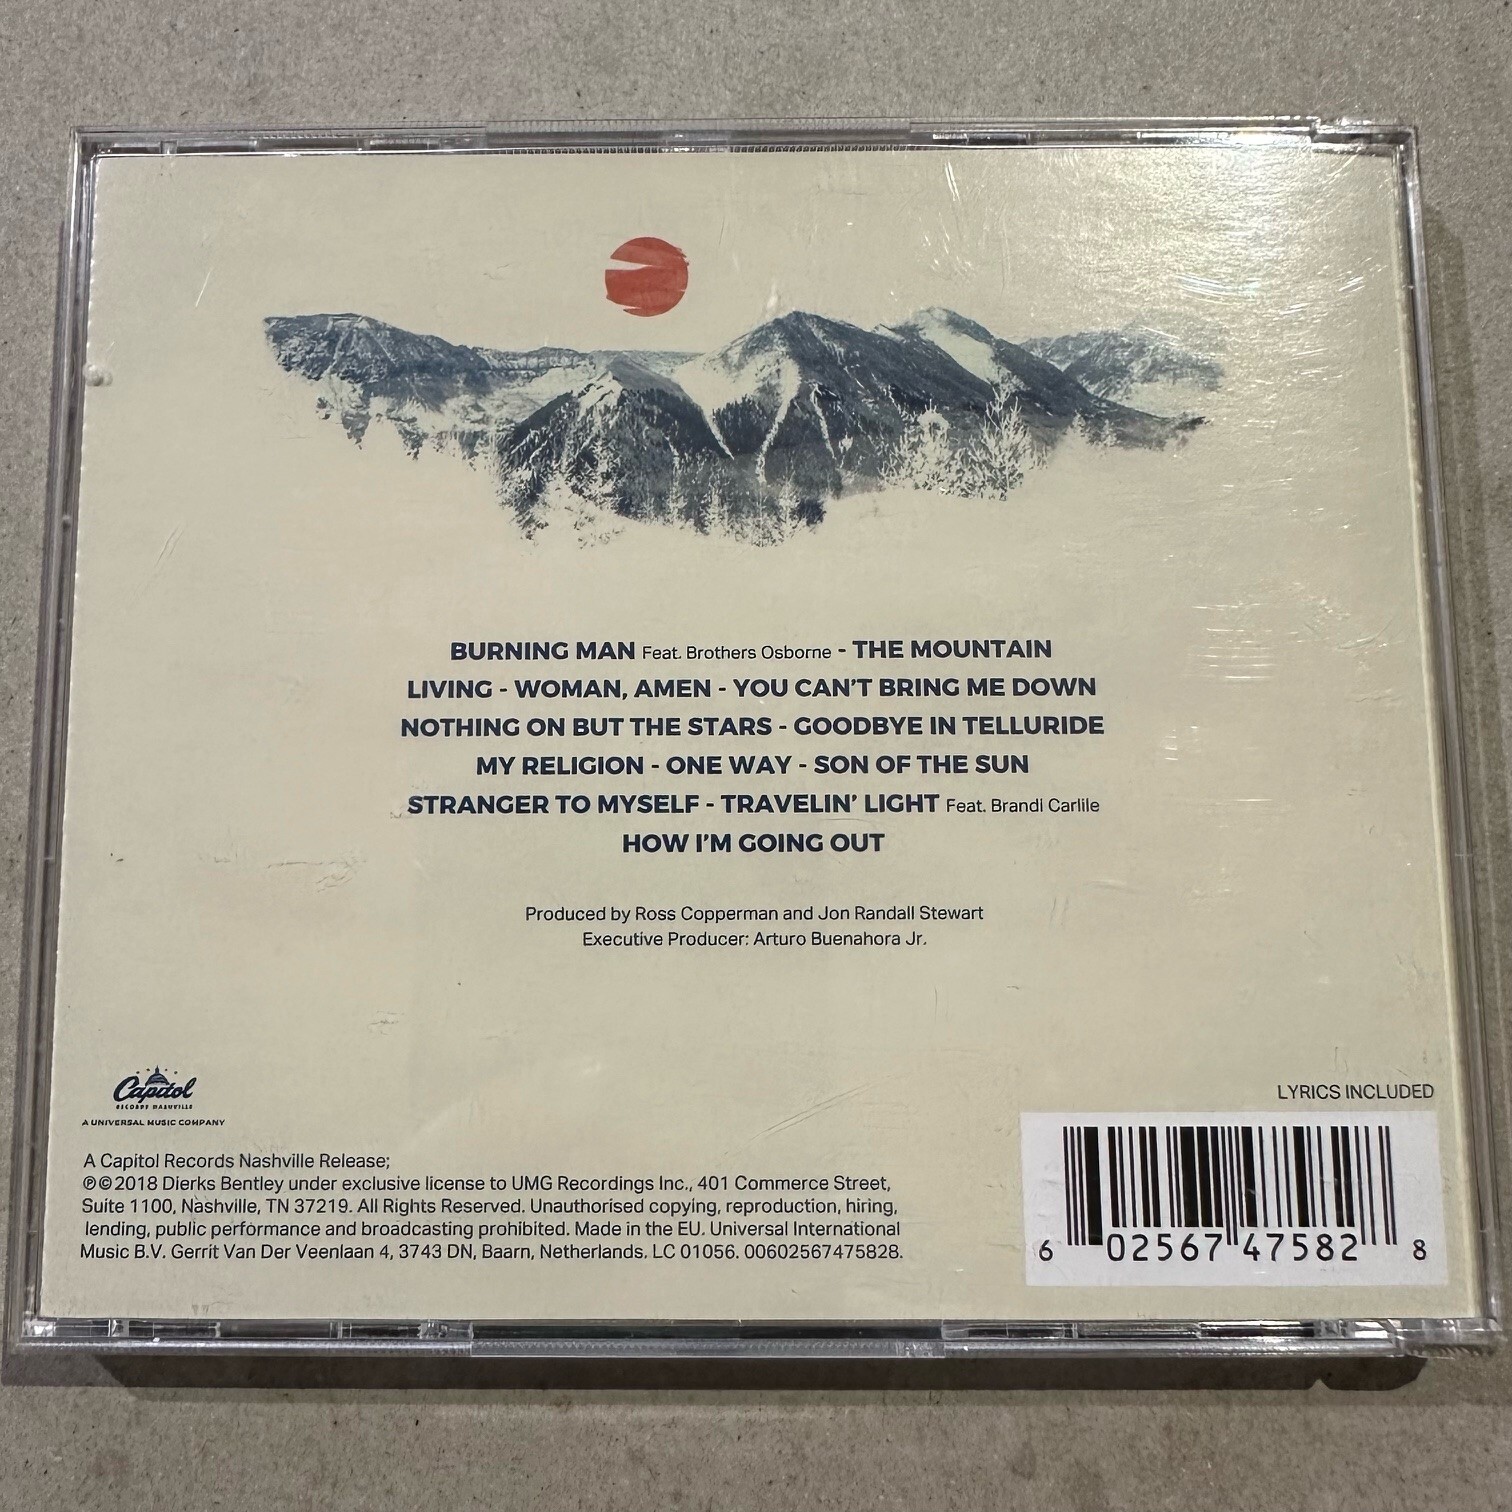 BURNING MAN Feat. Brothers Osborne - THE MOUNTAIN
LIVING - WOMAN, AMEN - YOU CAN'T BRING ME DOWN
NOTHING ON BUT THE STARS - GOODBYE IN TELLURIDE
MY RELIGION - ONE WAY - SON OF THE SUN
STRANGER TO MYSELF - TRAVELIN' LIGHT Feat. Brandi Carlile
HOW I'M GOING OUT
Produced by Ross Copperman and Jon Randall Stewart
Executive Producer: Arturo Buenahora Jr.
Capitol
RECORDS NASHVILLE
A UNIVERSAL MUSIC COMPANY
A Capitol Records Nashville Release;
℗©2018 Dierks Bentley under exclusive license to UMG Recordings Inc., 401 Commerce Street,
Suite 1100, Nashville, TN 37219. All Rights Reserved. Unauthorised copying, reproduction, hiring,
lending, public performance and broadcasting prohibited. Made in the EU. Universal International
Music B.V. Gerrit Van Der Veenlaan 4, 3743 DN, Baarn, Netherlands. LC 01056. 00602567475828.
LYRICS INCLUDED
6 02567 47582 8